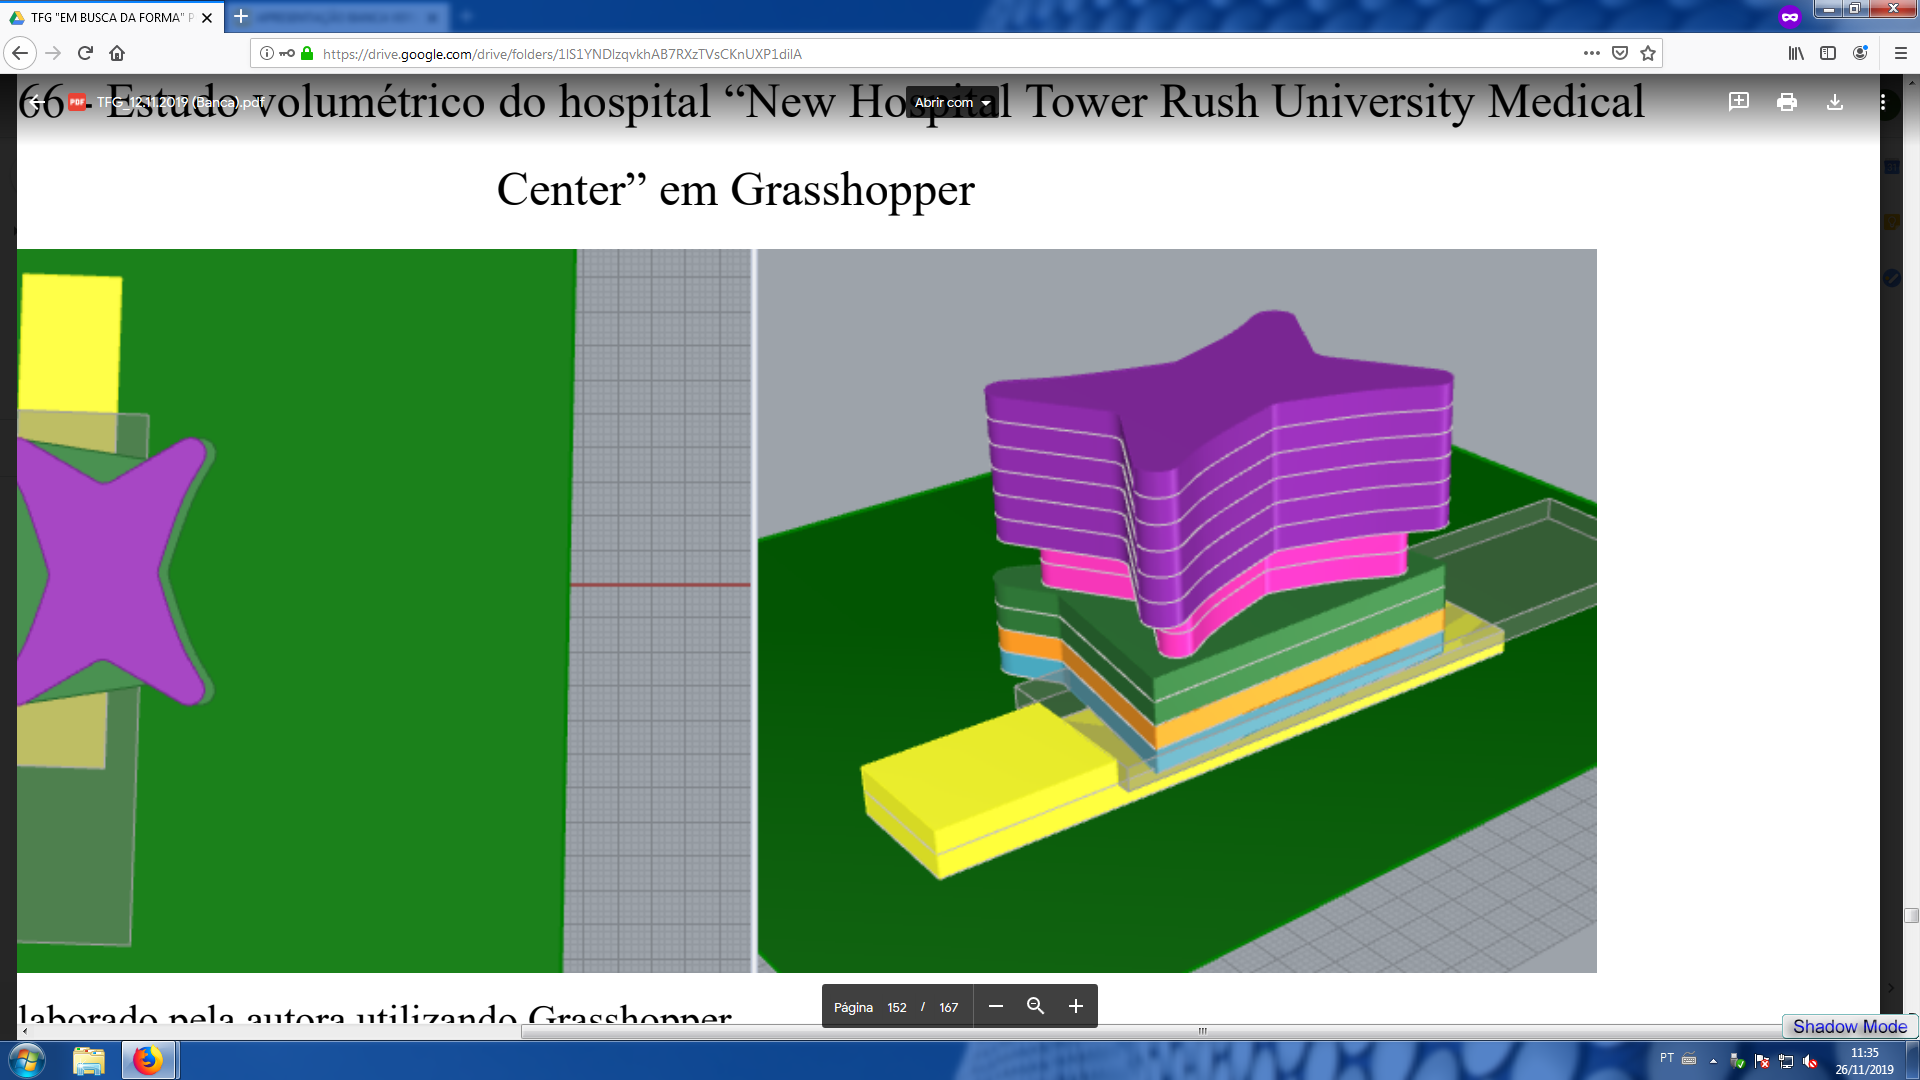 TFG "EM BUSCA DA FORMA" P
https://drive.google.com/drive/folders/1lS1YNDlzqvkhAB7RXzTVsCKnUXP1dilA
TFG_12.11.2019 (Banca).pdf
Abrir com
66 - Estudo volumétrico do hospital “New Hospital Tower Rush University Medical
Center” em Grasshopper
laborado pela autora utilizando Grasshopper
Página 152 / 167
Shadow Mode
PT
11:35
26/11/2019